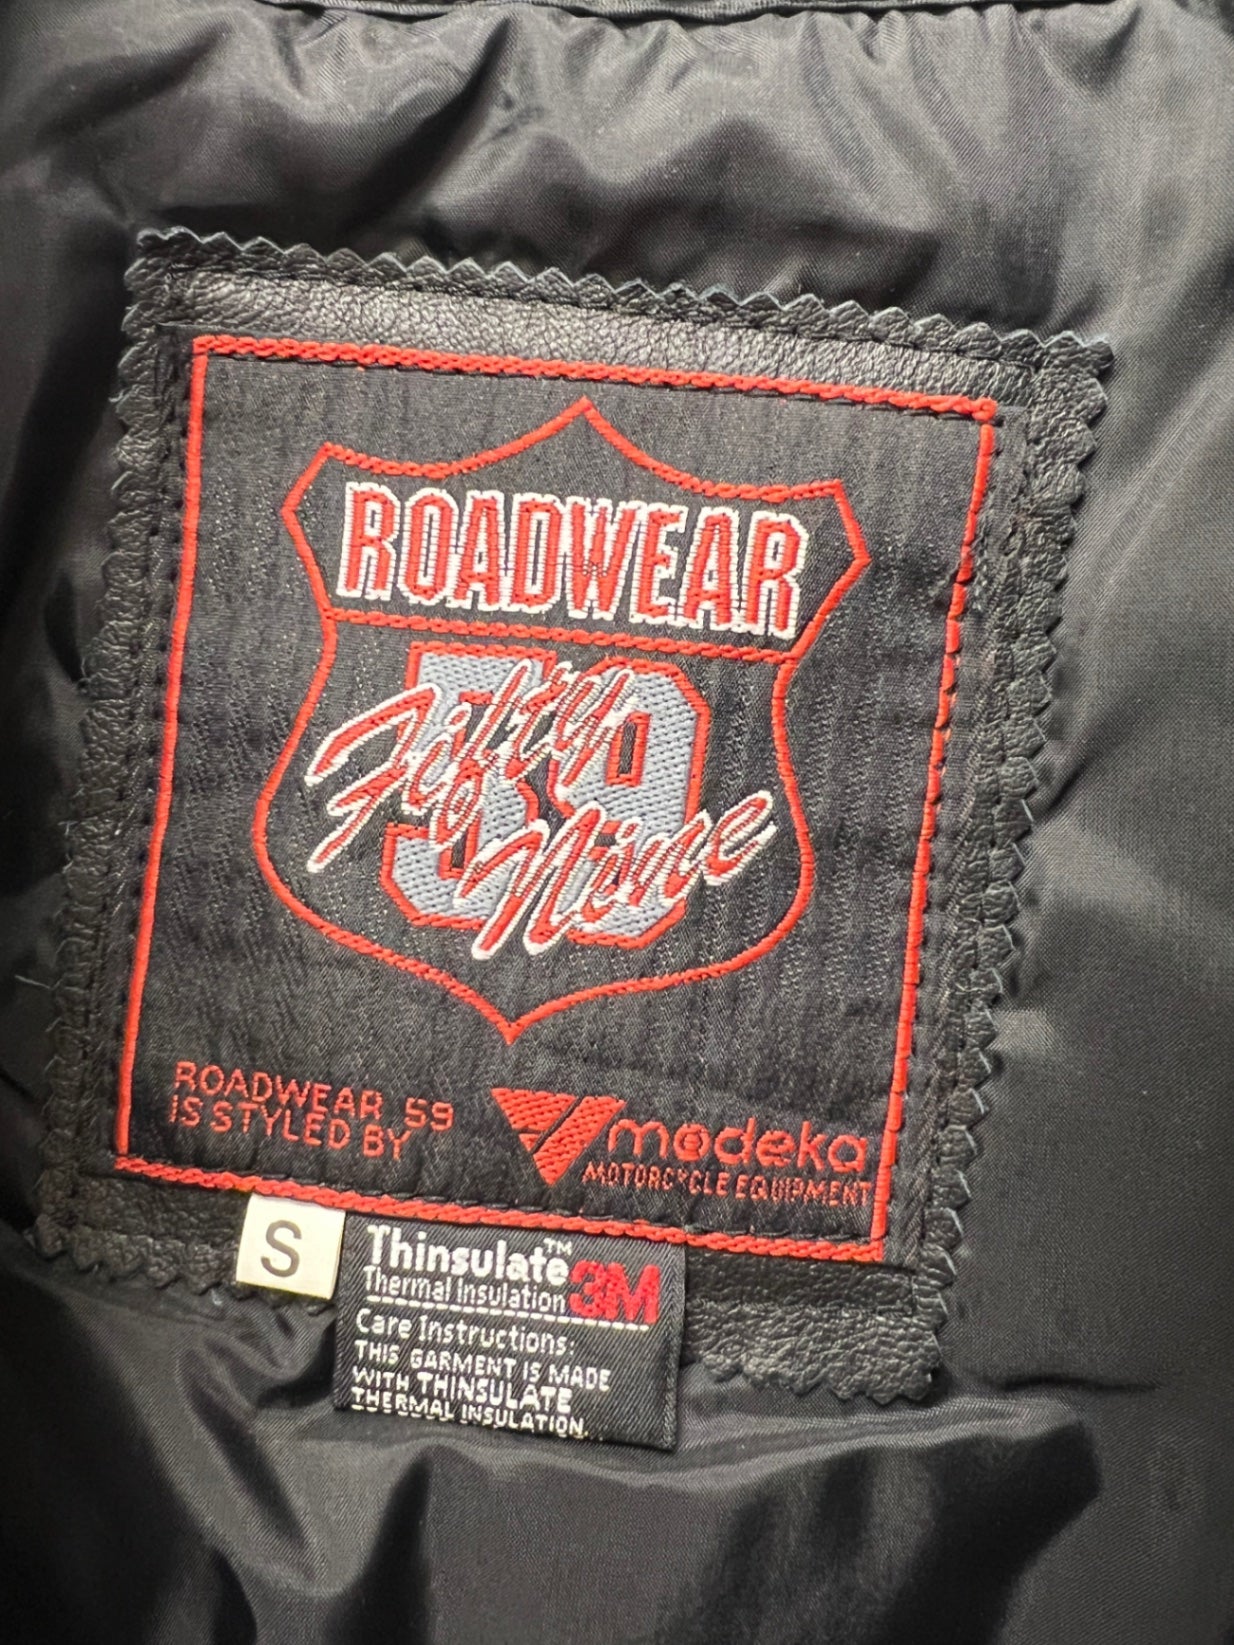 ROADWEAR
59
Fifty
Nine
ROADWEAR 59
IS STYLED BY
modeka
MOTORCYCLE EQUIPMENT
S
Thinsulate™
Thermal Insulation 3M
Care Instructions:
THIS GARMENT IS MADE
WITH THINSULATE
THERMAL INSULATION.